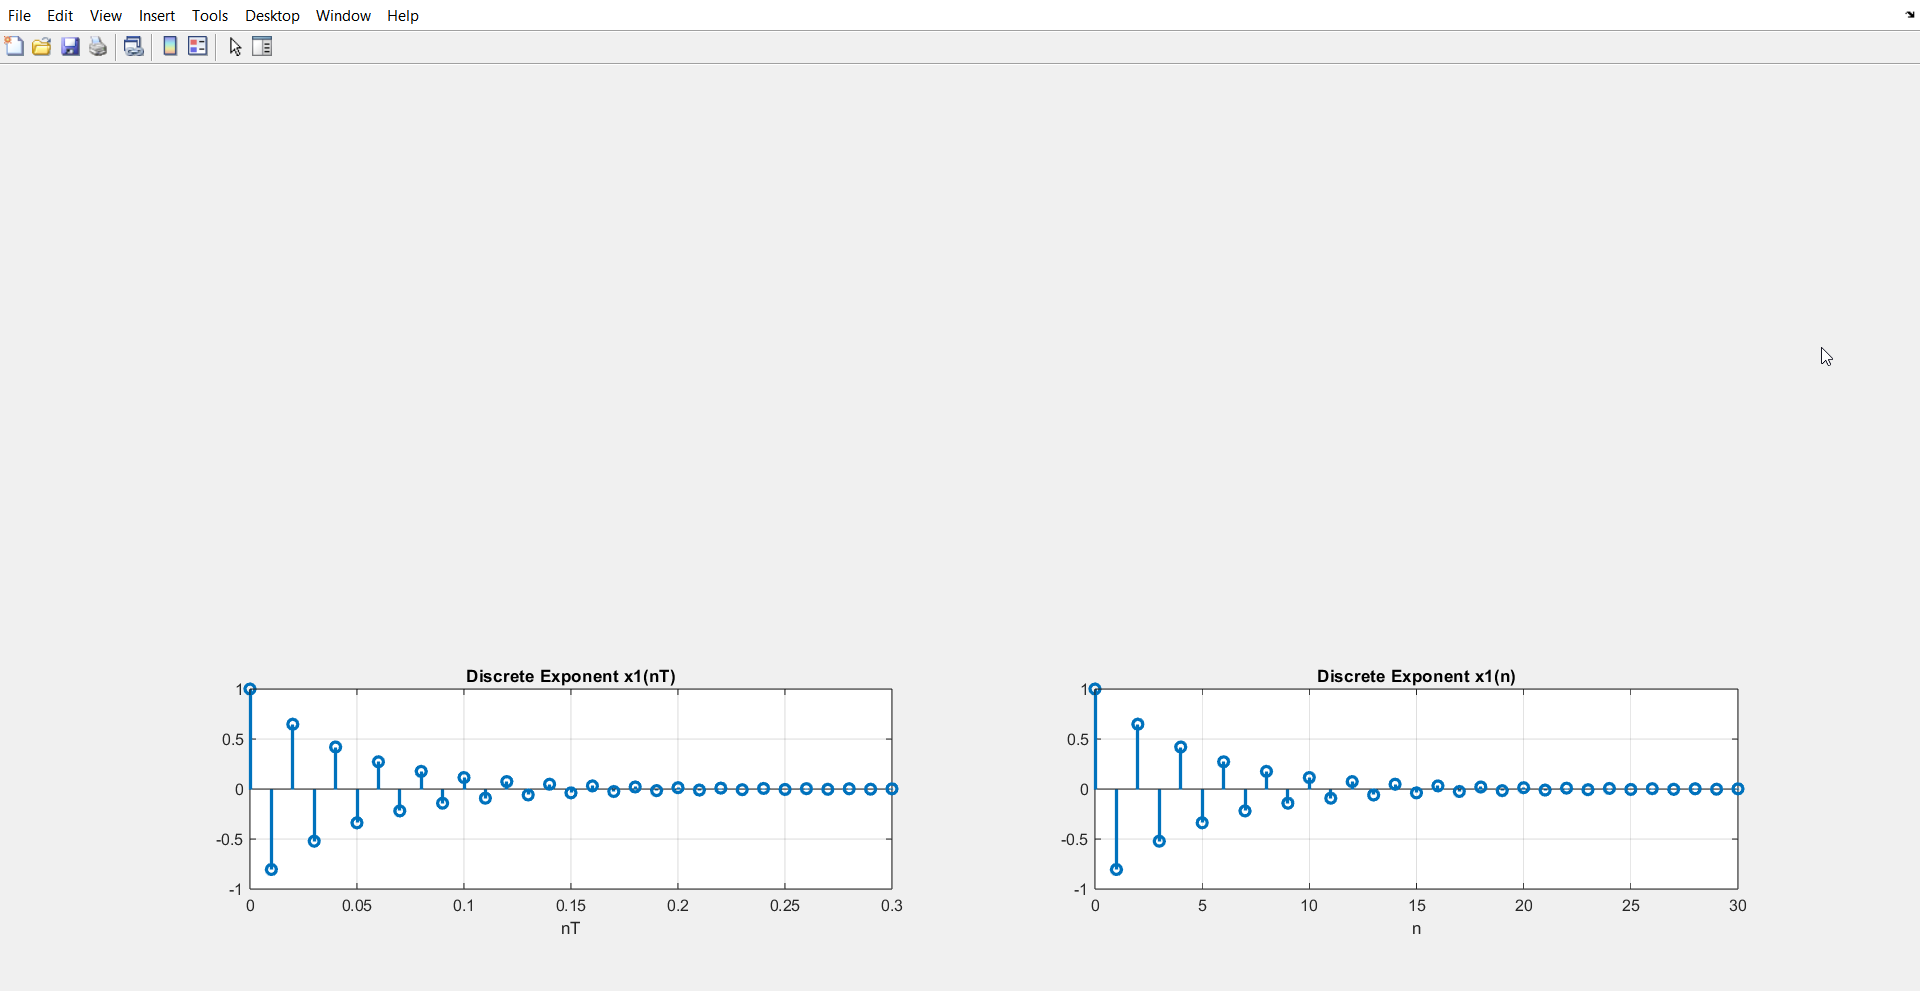 File Edit View Insert Tools Desktop Window Help
Discrete Exponent x1(nT)
1
0.5
0
-0.5
-1
0 0.05 0.1 0.15 0.2 0.25 0.3
nT
Discrete Exponent x1(n)
1
0.5
0
-0.5
-1
0 5 10 15 20 25 30
n